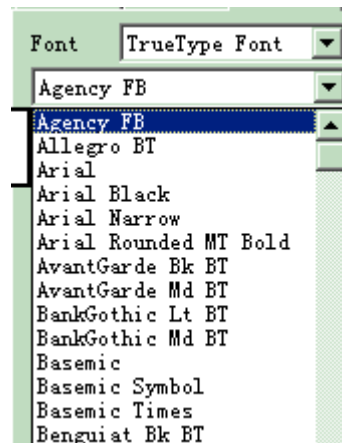 Font TrueType Font
Agency FB
Agency FB
Allegro BT
Arial
Arial Black
Arial Narrow
Arial Rounded MT Bold
AvantGarde Bk BT
AvantGarde Md BT
BankGothic Lt BT
BankGothic Md BT
Basemic
Basemic Symbol
Basemic Times
Benguiat Bk BT